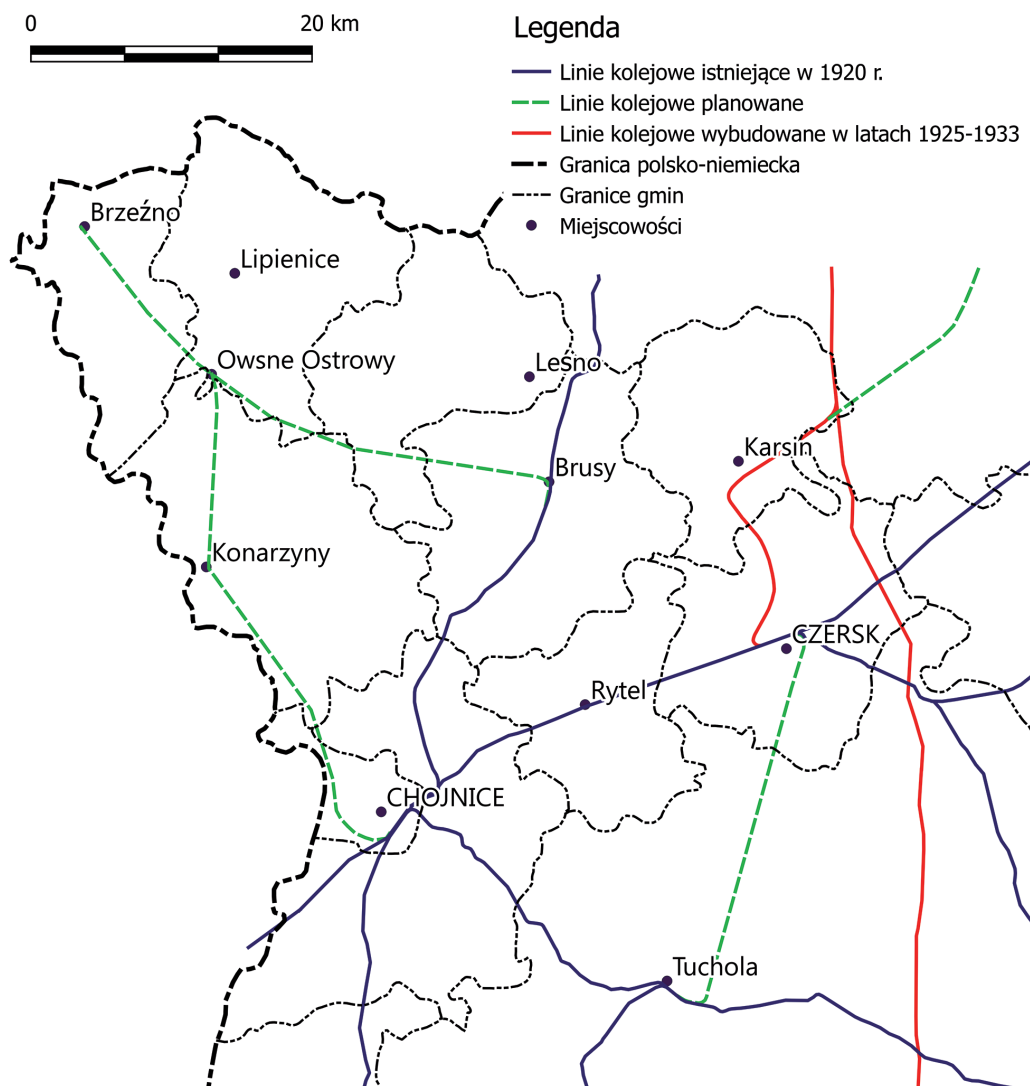 0 20 km
Legenda
Linie kolejowe istniejące w 1920 r.
Linie kolejowe planowane
Linie kolejowe wybudowane w latach 1925-1933
Granica polsko-niemiecka
Granice gmin
Miejscowości
Brzeźno
Lipienice
Owsne Ostrowy
Leśno
Karsin
Brusy
Konarzyny
CZERSK
Rytel
CHOJNICE
Tuchola